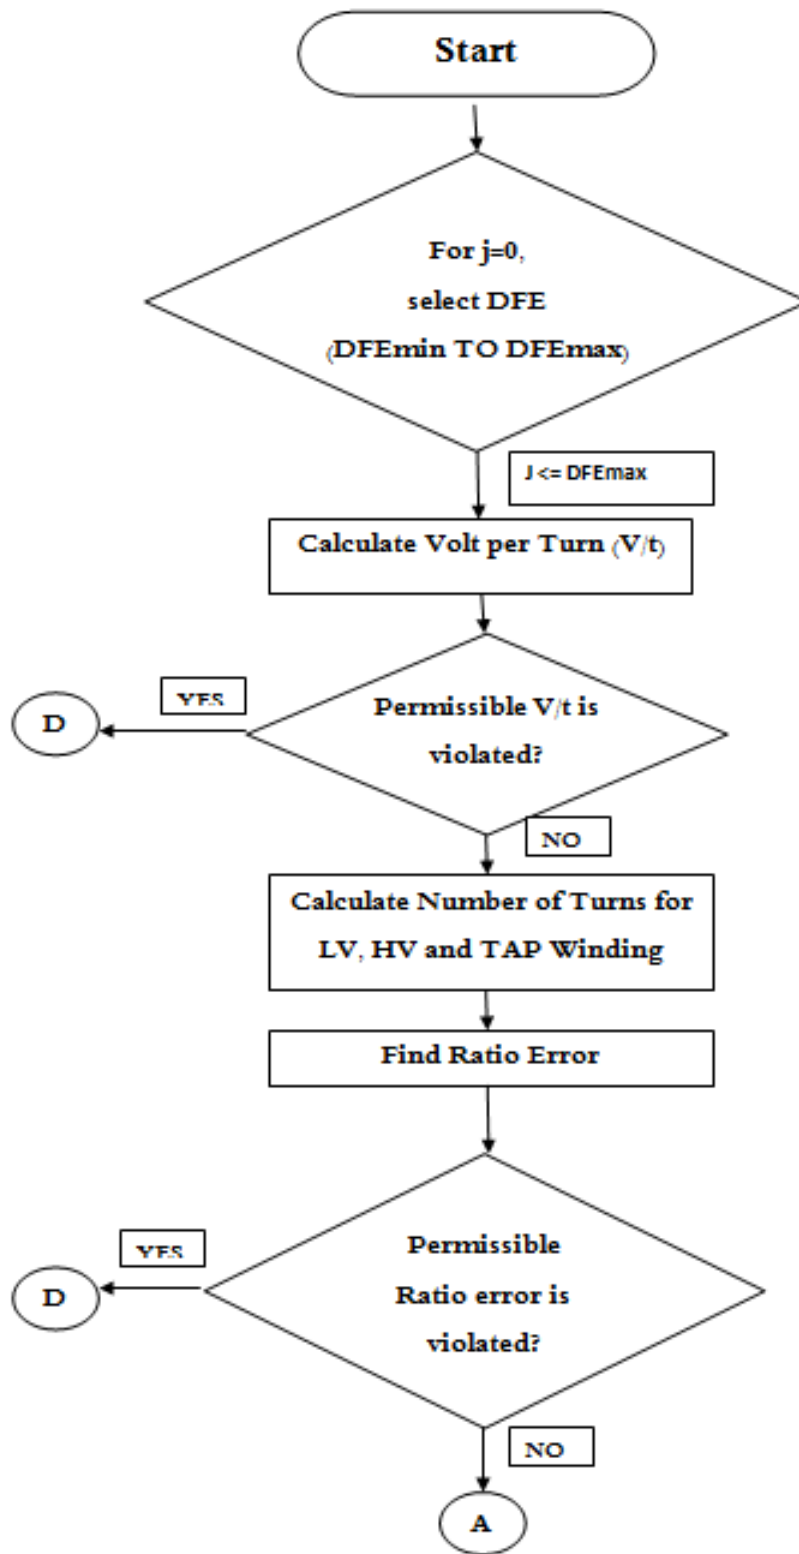 Start
For j=0,
select DFE
(DFEmin TO DFEmax)
J <= DFEmax
Calculate Volt per Turn (V/t)
YES
D
Permissible V/t is
violated?
NO
Calculate Number of Turns for
LV, HV and TAP Winding
Find Ratio Error
YES
D
Permissible
Ratio error is
violated?
NO
A